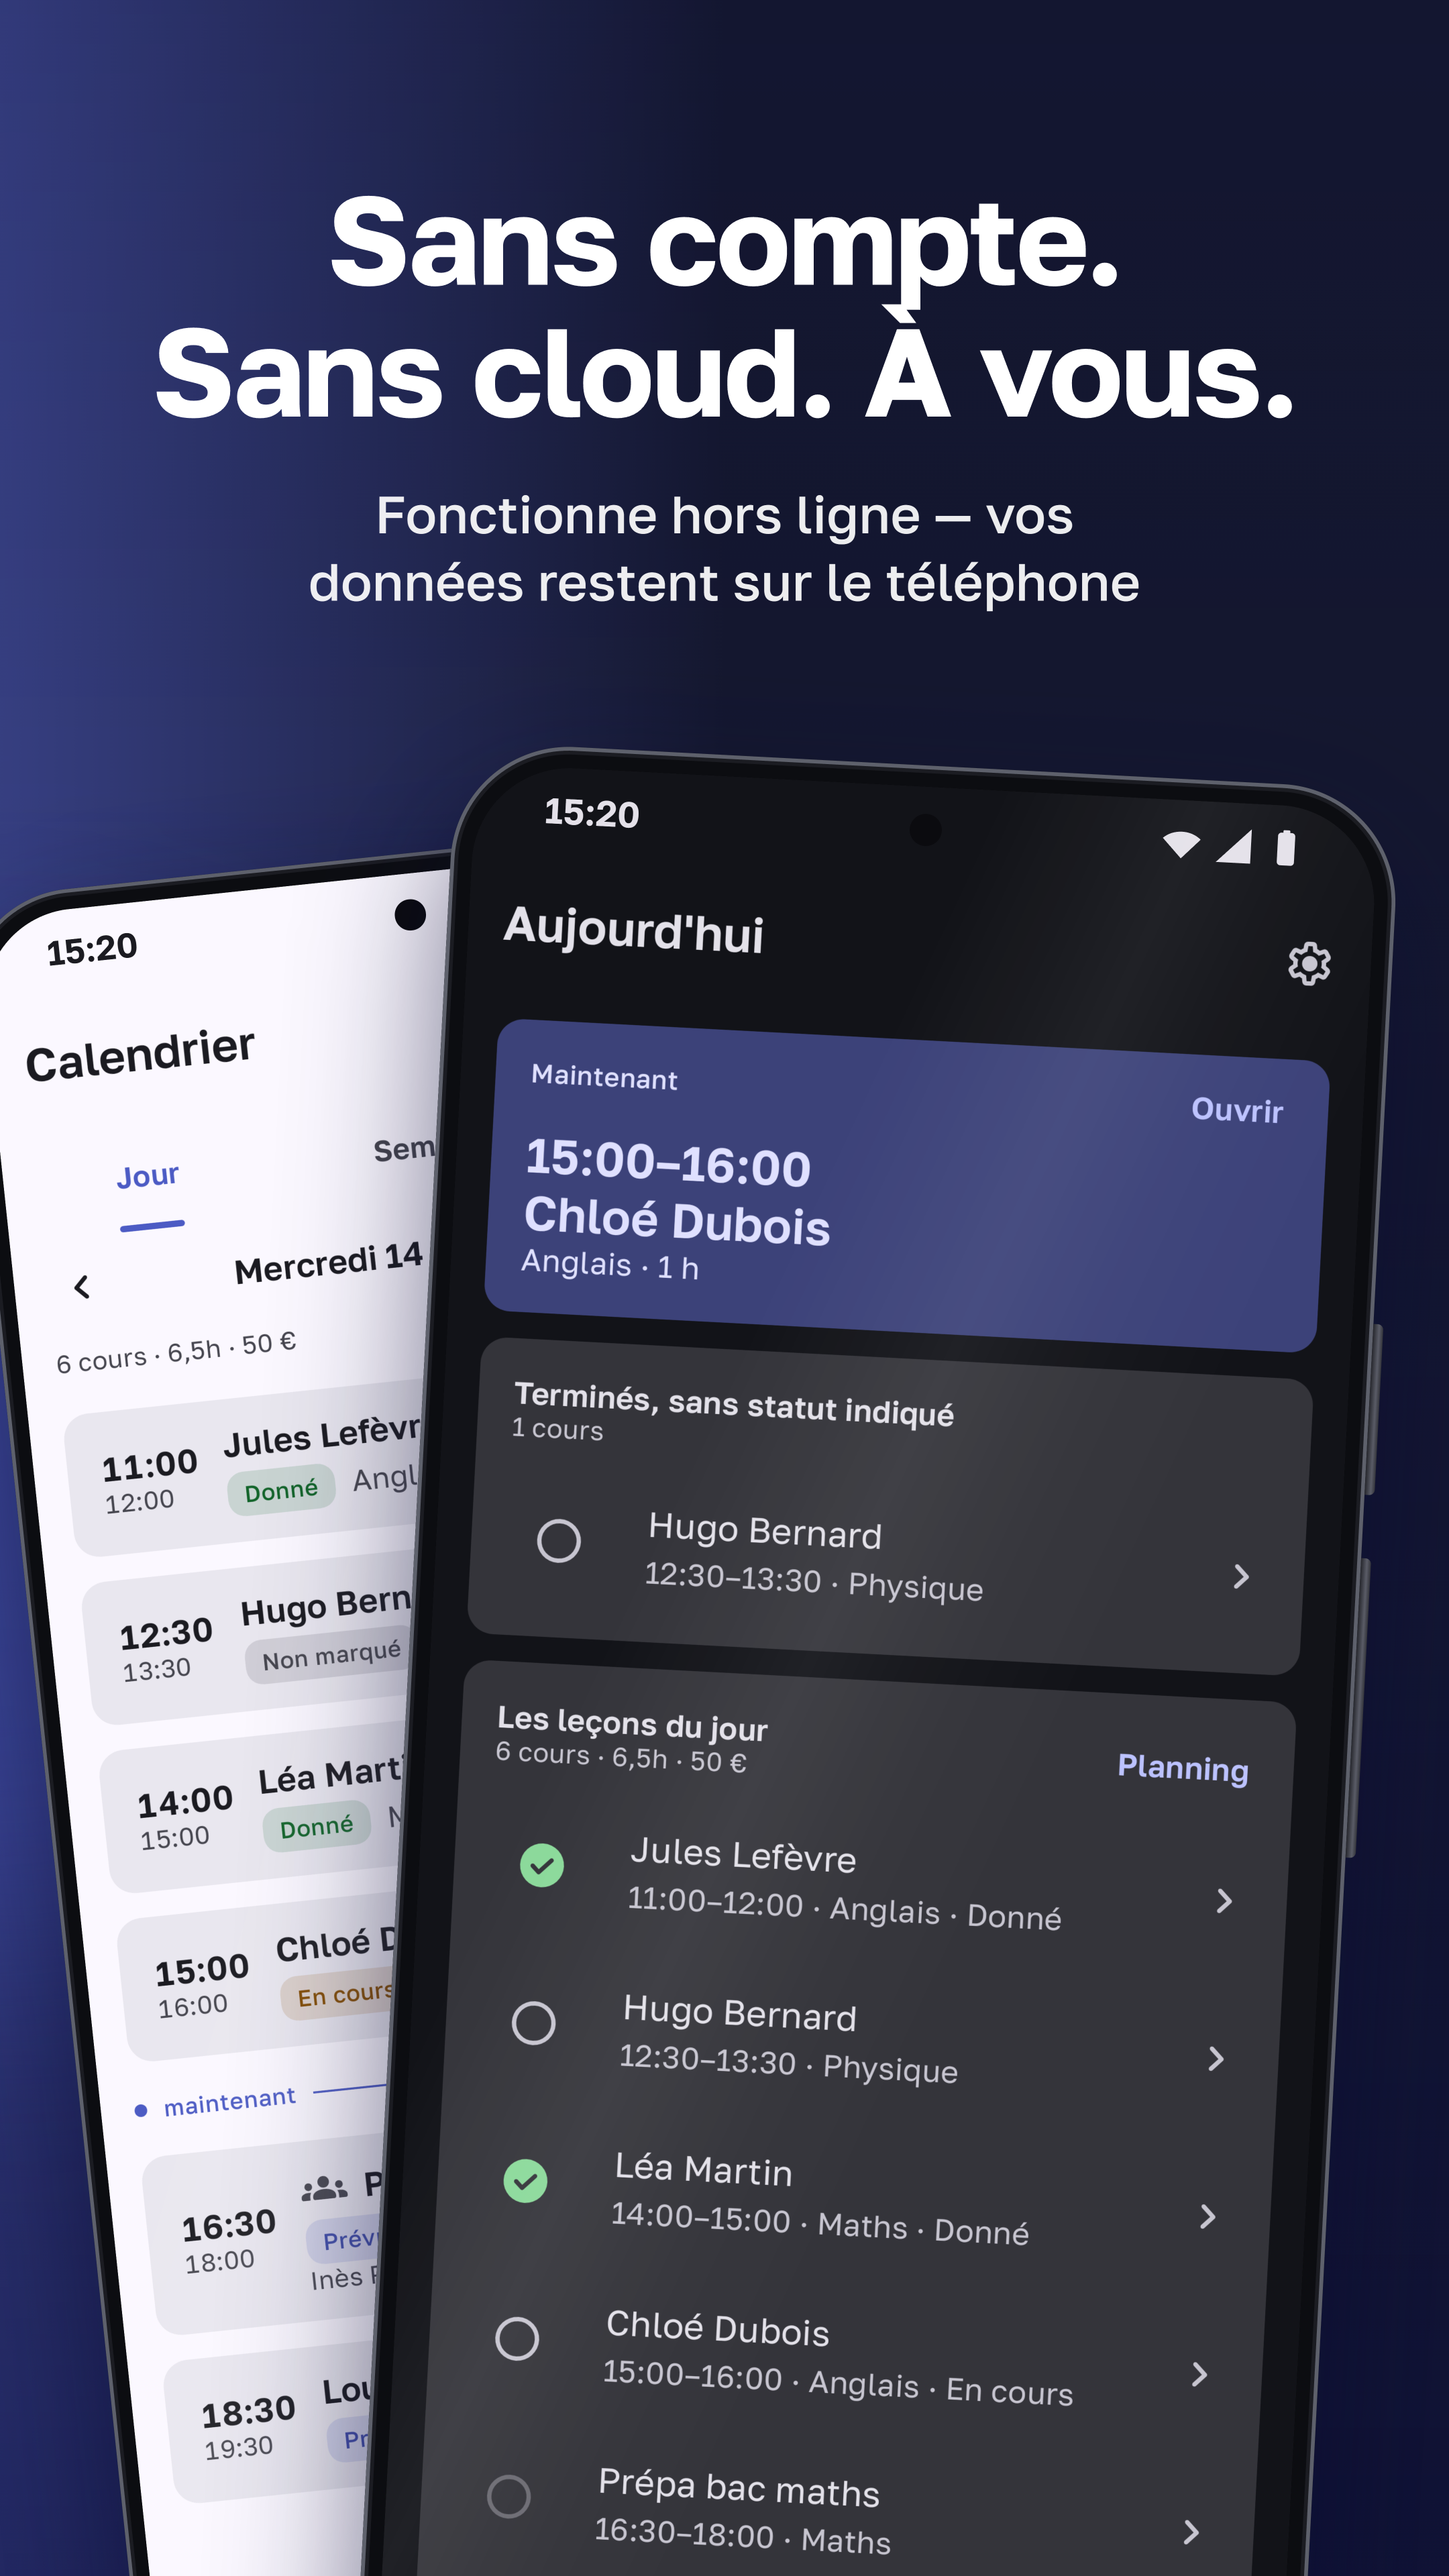 Sans compte.
Sans cloud. À vous.
Fonctionne hors ligne — vos
données restent sur le téléphone
15:20
Calendrier
Jour
Mercredi 14
6 cours · 6,5h · 50 €
11:00
12:00
Jules
Donné
12:30
13:30
Hugo
Non marqué
14:00
15:00
Léa
Donné
15:00
16:00
Chloé
En cours
maintenant
16:30
18:00
Inès
18:30
19:30
15:20
Aujourd'hui
Maintenant
Ouvrir
15:00–16:00
Chloé Dubois
Anglais · 1 h
Terminés, sans statut indiqué
1 cours
Hugo Bernard
12:30–13:30 · Physique
Les leçons du jour
6 cours · 6,5h · 50 €
Planning
Jules Lefèvre
11:00–12:00 · Anglais · Donné
Hugo Bernard
12:30–13:30 · Physique
Léa Martin
14:00–15:00 · Maths · Donné
Chloé Dubois
15:00–16:00 · Anglais · En cours
Prépa bac maths
16:30–18:00 · Maths